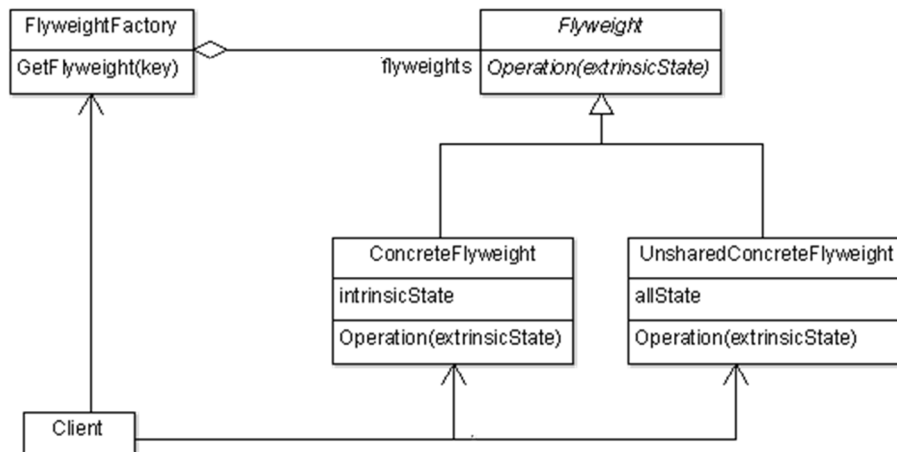 FlyweightFactory
GetFlyweight(key)
flyweights
Flyweight
Operation(extrinsicState)
ConcreteFlyweight
intrinsicState
Operation(extrinsicState)
UnsharedConcreteFlyweight
allState
Operation(extrinsicState)
Client